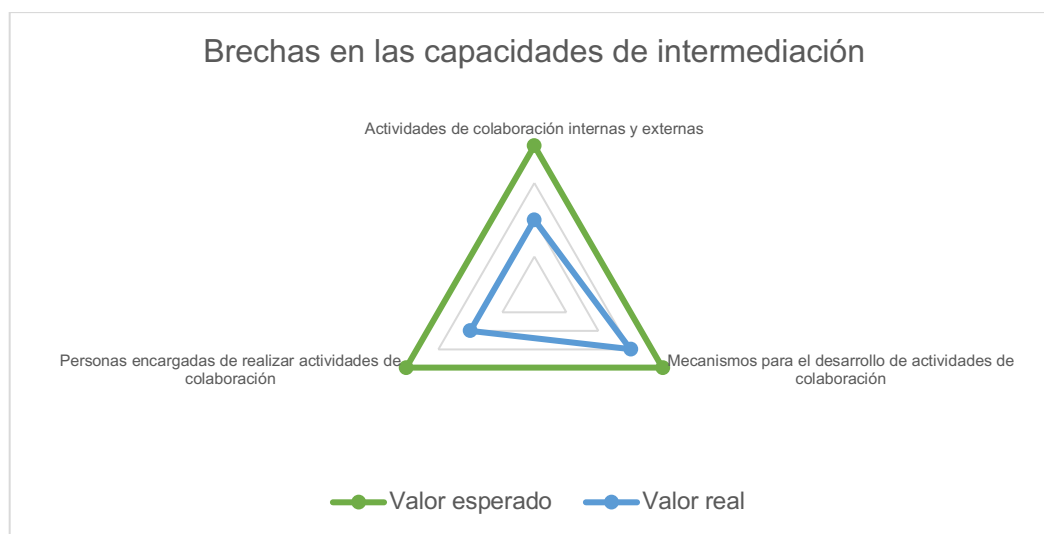 Brechas en las capacidades de intermediación
Actividades de colaboración internas y externas
Personas encargadas de realizar actividades de
colaboración
Mecanismos para el desarrollo de actividades de
colaboración
Valor esperado
Valor real